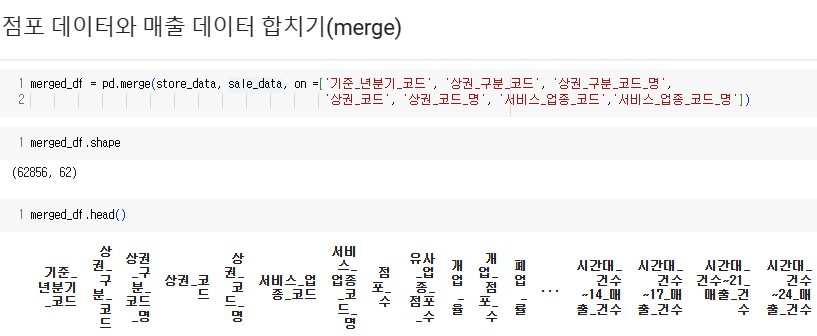 점포 데이터와 매출 데이터 합치기(merge)
1 merged_df = pd.merge(store_data, sale_data, on =['기준_년분기_코드', '상권_구분_코드', '상권_구분_코드_명',
2 '상권_코드', '상권_코드_명', '서비스_업종_코드','서비스_업종_코드_명'])
1 merged_df.shape
(62856, 62)
1 merged_df.head()
기준_년분기_코드 상권_구분_코드 상권_구분_코드_명 상권_코드 상권_코드_명 서비스_업종_코드 서비스_업종_코드_명 점포_수 유사_업종_점포_수 개업_율 개업_점포_수 폐업_율 ... 시간대_건수~14_매출_건수 시간대_건수~17_매출_건수 시간대_건수~21_매출_건수 시간대_건수~24_매출_건수